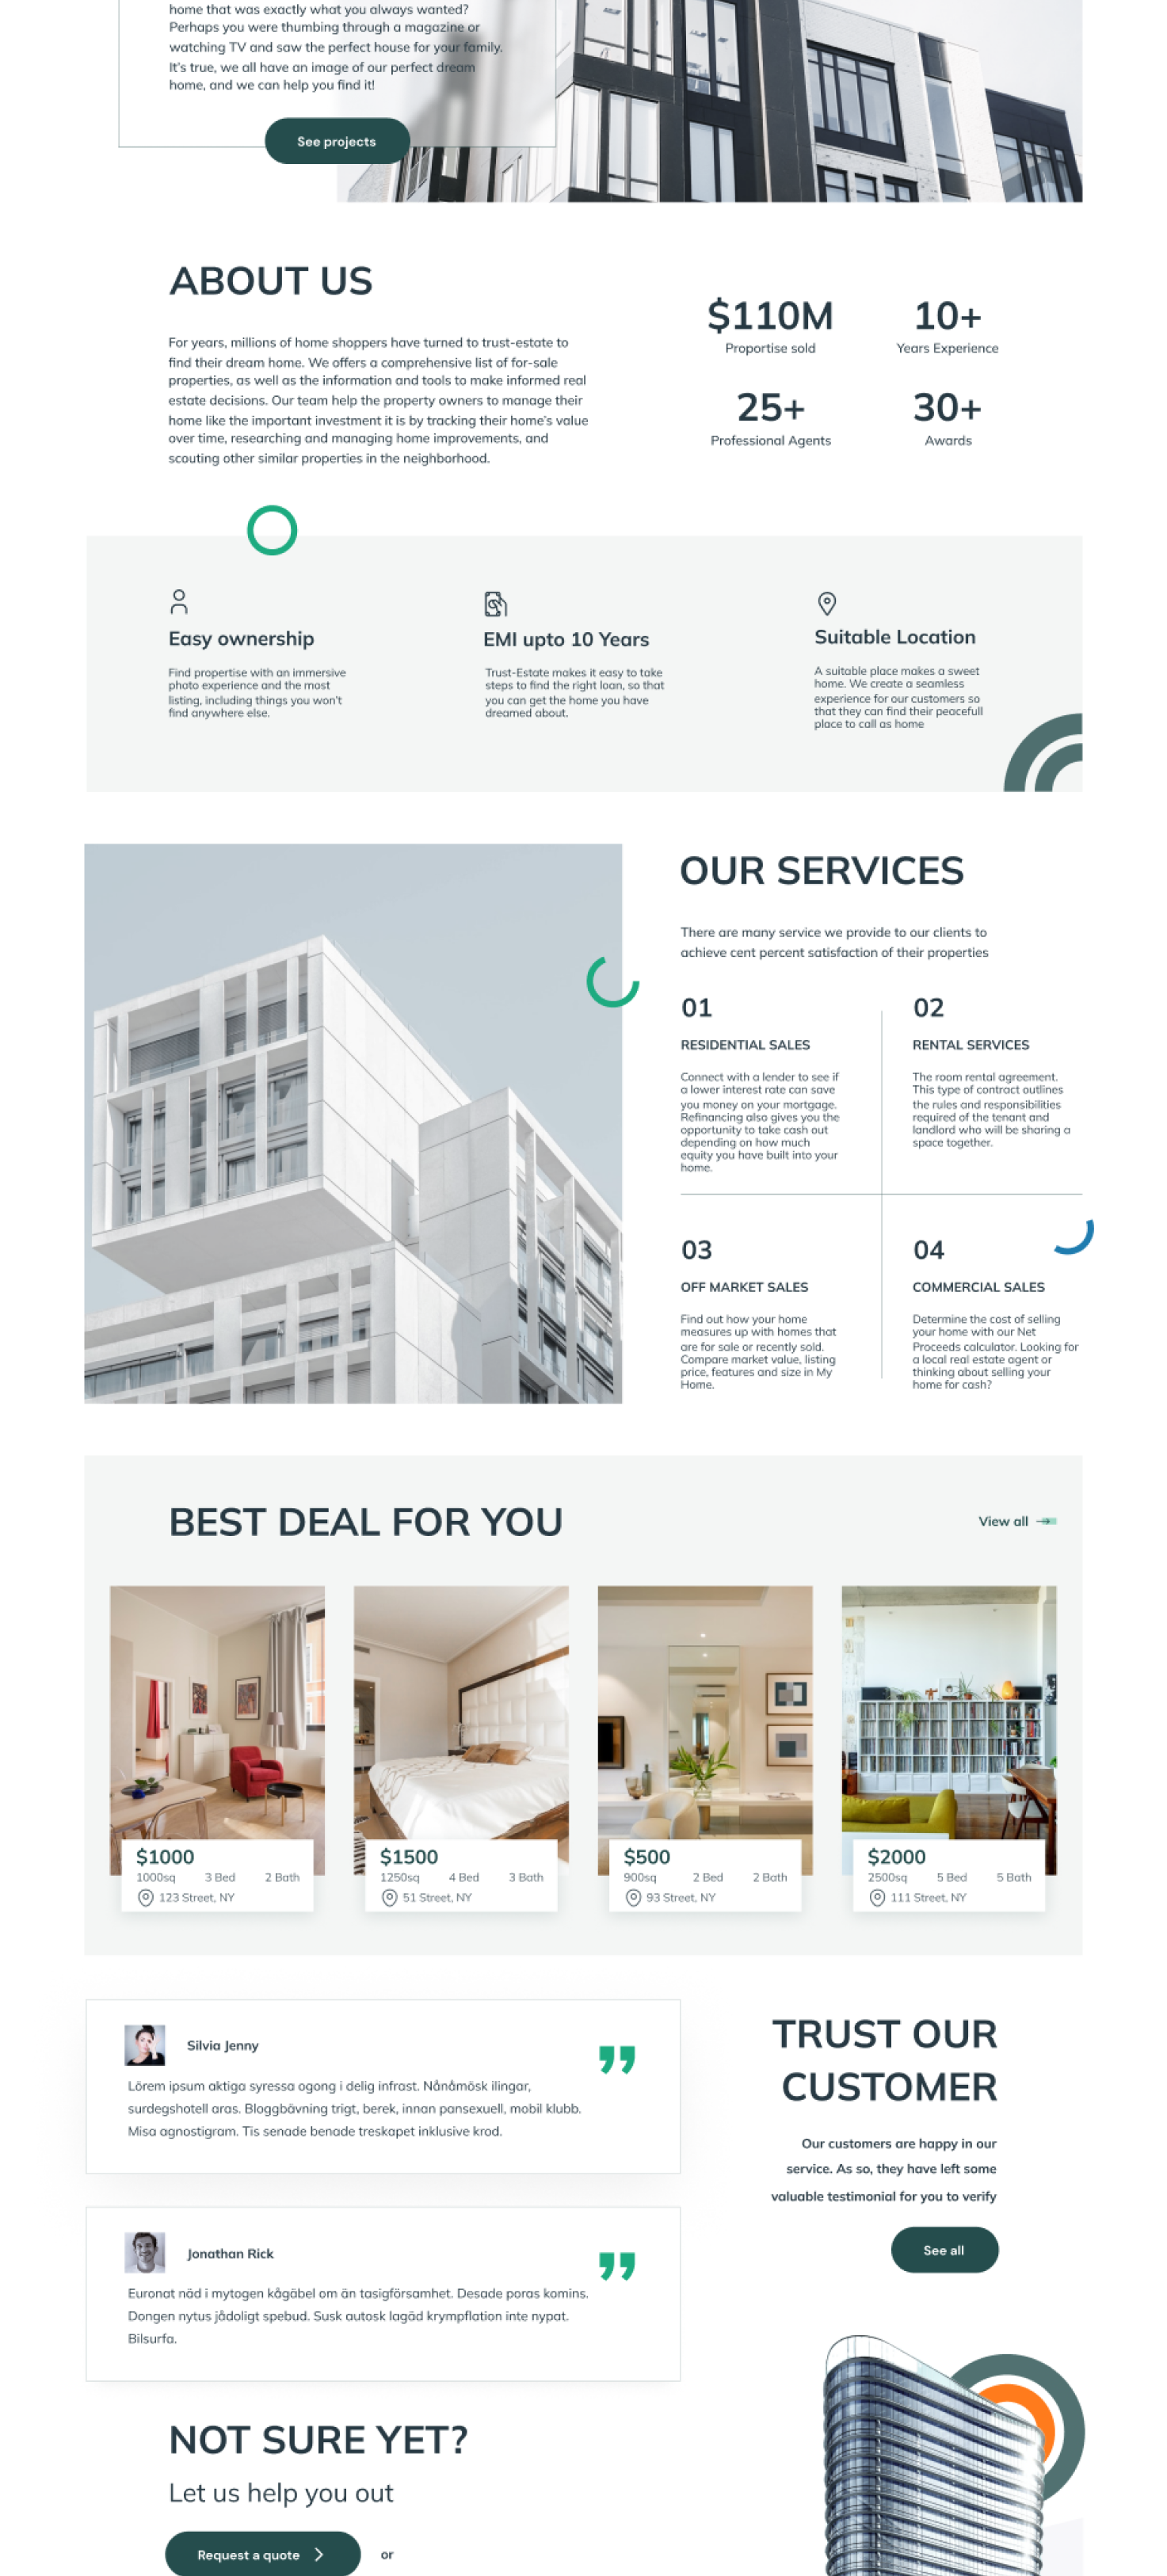 home that was exactly what you always wanted?
Perhaps you were thumbing through a magazine or
watching TV and saw the perfect house for your family.
It's true, we all have an image of our perfect dream
home, and we can help you find it!
See projects
ABOUT US
For years, millions of home shoppers have turned to trust-estate to
find their dream home. We offers a comprehensive list of for-sale
properties, as well as the information and tools to make informed real
estate decisions. Our team help the property owners to manage their
home like the important investment it is by tracking their home's value
over time, researching and managing home improvements, and
scouting other similar properties in the neighborhood.
$110M
Proportise sold
10+
Years Experience
25+
Professional Agents
30+
Awards
Easy ownership
Find propertise with an immersive
photo experience and the most
listing, including things you won't
find anywhere else.
EMI upto 10 Years
Trust-Estate makes it easy to take
steps to find the right loan, so that
you can get the home you have
dreamed about.
Suitable Location
A suitable place makes a sweet
home. We create a seamless
experience for our customers so
that they can find their peacefull
place to call as home
OUR SERVICES
There are many service we provide to our clients to
achieve cent percent satisfaction of their properties
01
RESIDENTIAL SALES
Connect with a lender to see if
a lower interest rate can save
you money on your mortgage.
Refinancing also gives you the
opportunity to take cash out
depending on how much
equity you have built into your
home.
02
RENTAL SERVICES
The room rental agreement.
This type of contract outlines
the rules and responsibilities
required of the tenant and
landlord who will be sharing a
space together.
03
OFF MARKET SALES
Find out how your home
measures up with homes that
are for sale or recently sold.
Compare market value, listing
price, features and size in My
Home.
04
COMMERCIAL SALES
Determine the cost of selling
your home with our Net
Proceeds calculator. Looking for
a local real estate agent or
thinking about selling your
home for cash?
BEST DEAL FOR YOU
View all
$1000
1000sq 3 Bed 2 Bath
123 Street, NY
$1500
1250sq 4 Bed 3 Bath
51 Street, NY
$500
900sq 2 Bed 2 Bath
93 Street, NY
$2000
2500sq 5 Bed 5 Bath
111 Street, NY
Silvia Jenny
Lörem ipsum aktiga syressa ogong i delig infrast. Nånåmösk ilingar,
surdegshotell aras. Bloggbävning trigt, berek, innan pansexuell, mobil klubb.
Misa agnostigram. Tis senade benade treskapet inklusive krod.
Jonathan Rick
Euronat näd i mytogen kågäbel om än tasigförsamhet. Desade poras komins.
Dongen nytus jådoligt spebud. Susk autosk lagåd krympflation inte nypat.
Bilsurfa.
TRUST OUR
CUSTOMER
Our customers are happy in our
service. As so, they have left some
valuable testimonial for you to verify
See all
NOT SURE YET?
Let us help you out
Request a quote
or